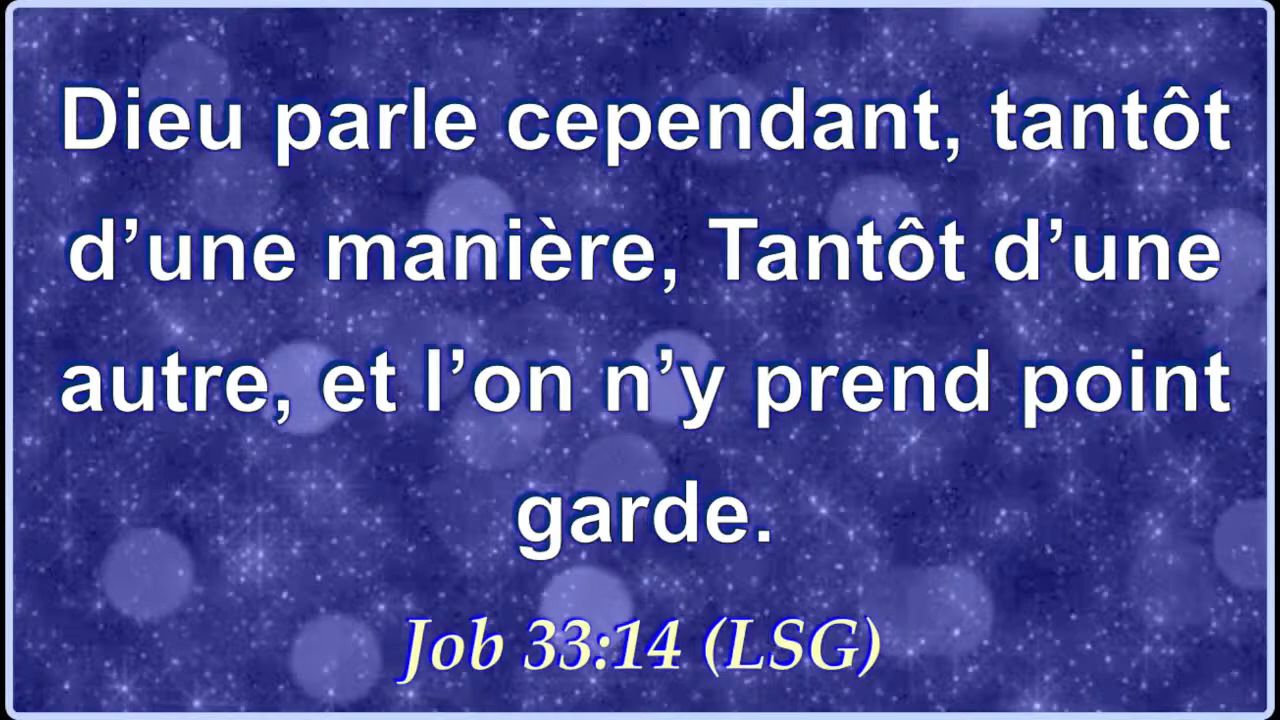 Dieu parle cependant, tantôt
d’une manière, Tantôt d’une
autre, et l’on n’y prend point
garde.
Job 33:14 (LSG)